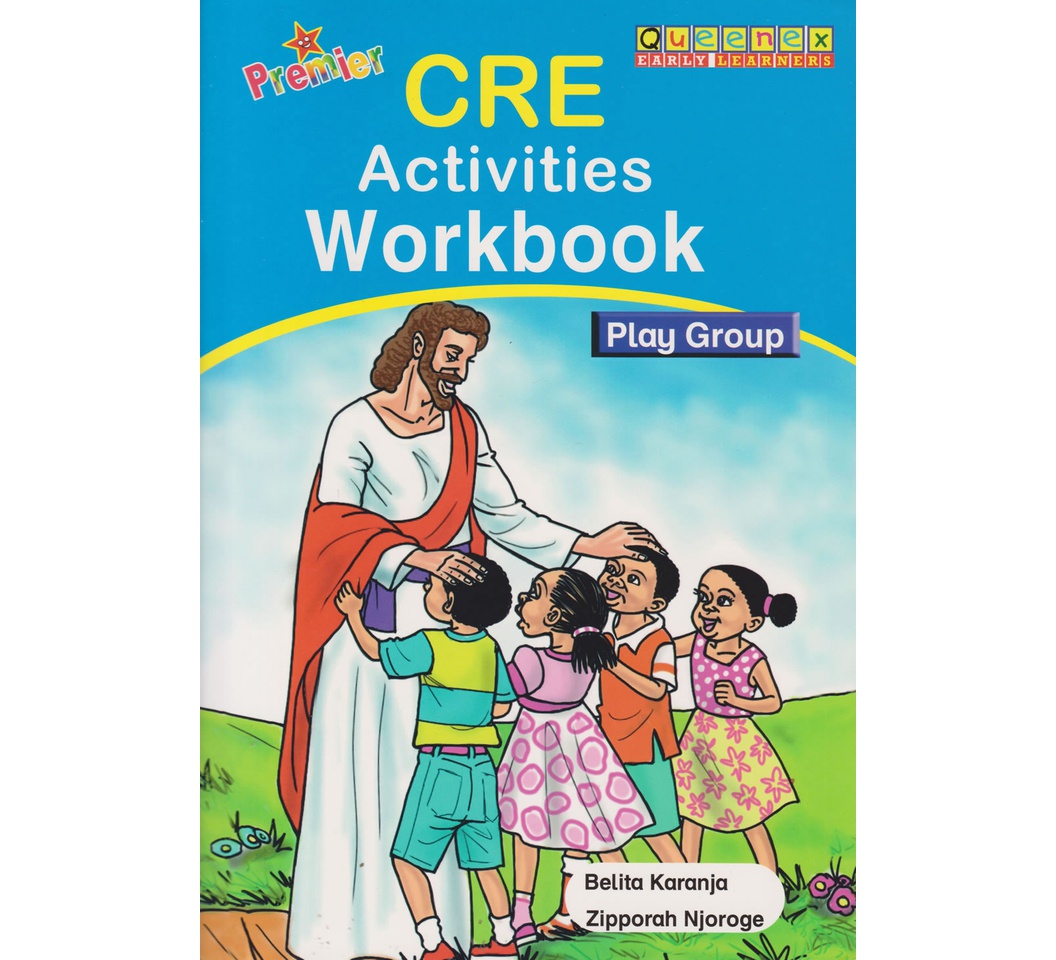 Premier
Queenex
EARLY LEARNERS
CRE
Activities
Workbook
Play Group
Belita Karanja
Zipporah Njoroge